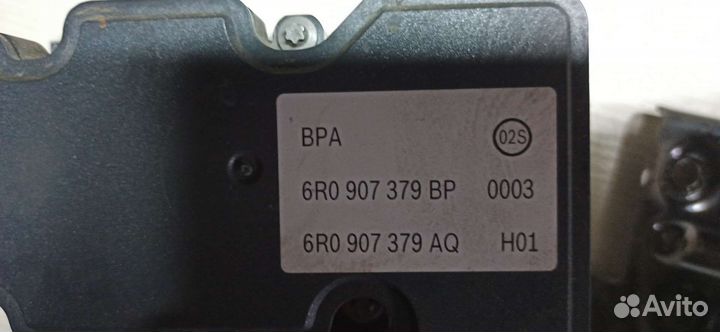 BPA 02S
6R0 907 379 BP 0003
6R0 907 379 AQ H01
Avito